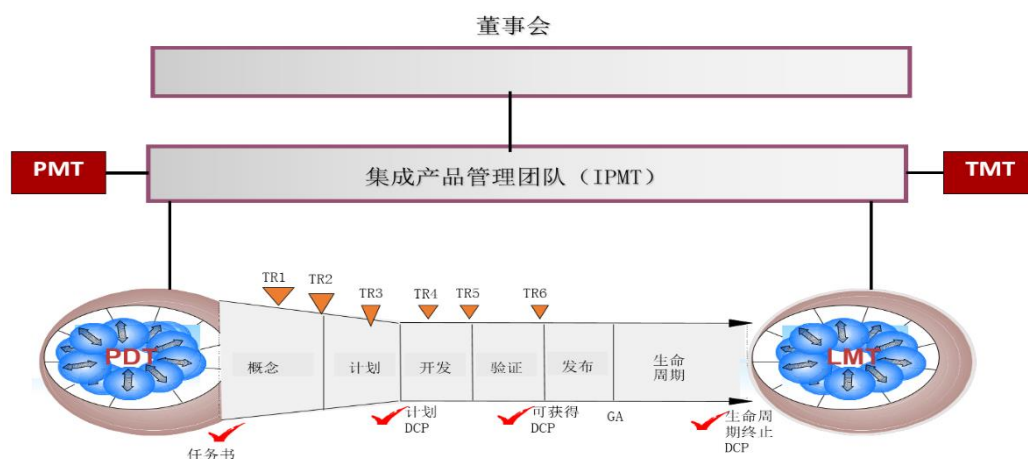 董事会
PMT
集成产品管理团队（IPMT）
TMT
TR1
TR2
TR3
TR4
TR5
TR6
PDT
概念
计划
开发
验证
发布
生命
周期
LMT
任务书
计划
DCP
可获得
DCP
GA
生命周
期终止
DCP